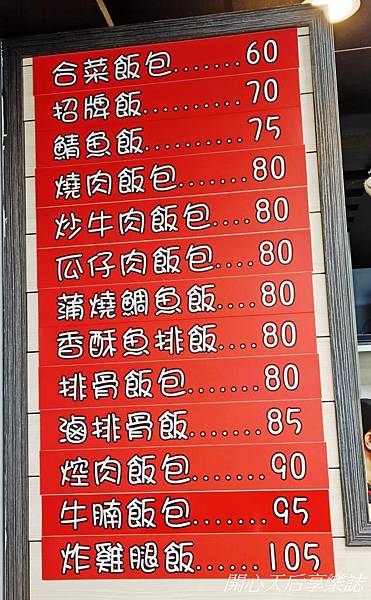 合菜飯包.......60
招牌飯..........70
鯖魚飯..........75
燒肉飯包.......80
炒牛肉飯包....80
瓜仔肉飯包....80
蒲燒鯛魚飯....80
香酥魚排飯....80
排骨飯包.......80
滷排骨飯.......85
焢肉飯包.......90
牛腩飯包.......95
炸雞腿飯......105
開心天后享樂誌